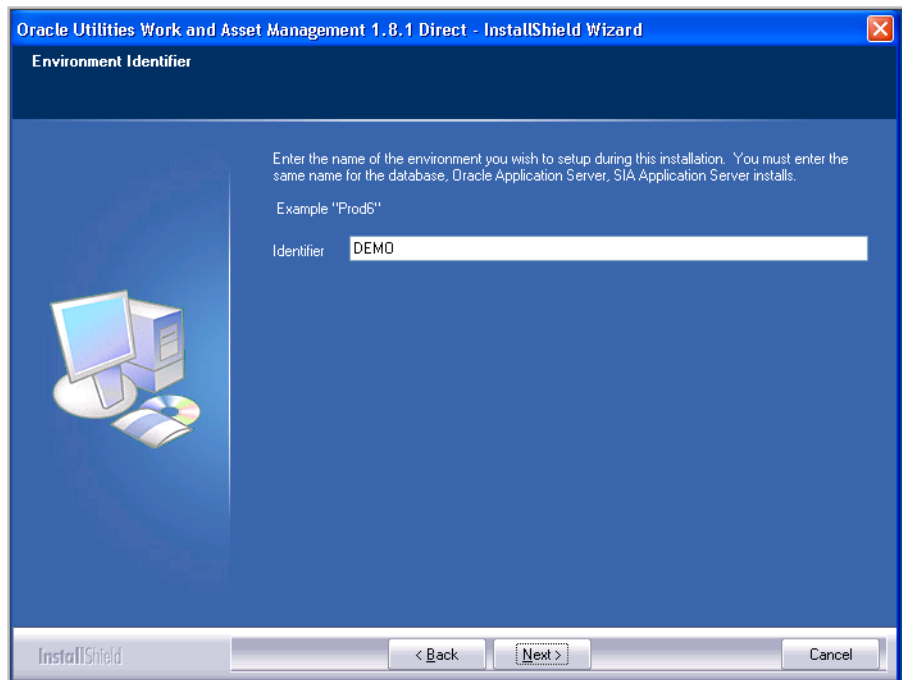 Oracle Utilities Work and Asset Management 1.8.1 Direct - InstallShield Wizard
Environment Identifier
Enter the name of the environment you wish to setup during this installation.  You must enter the
same name for the database, Oracle Application Server, SIA Application Server installs.
Example "Prod6"
Identifier DEMO
InstallShield < Back Next > Cancel